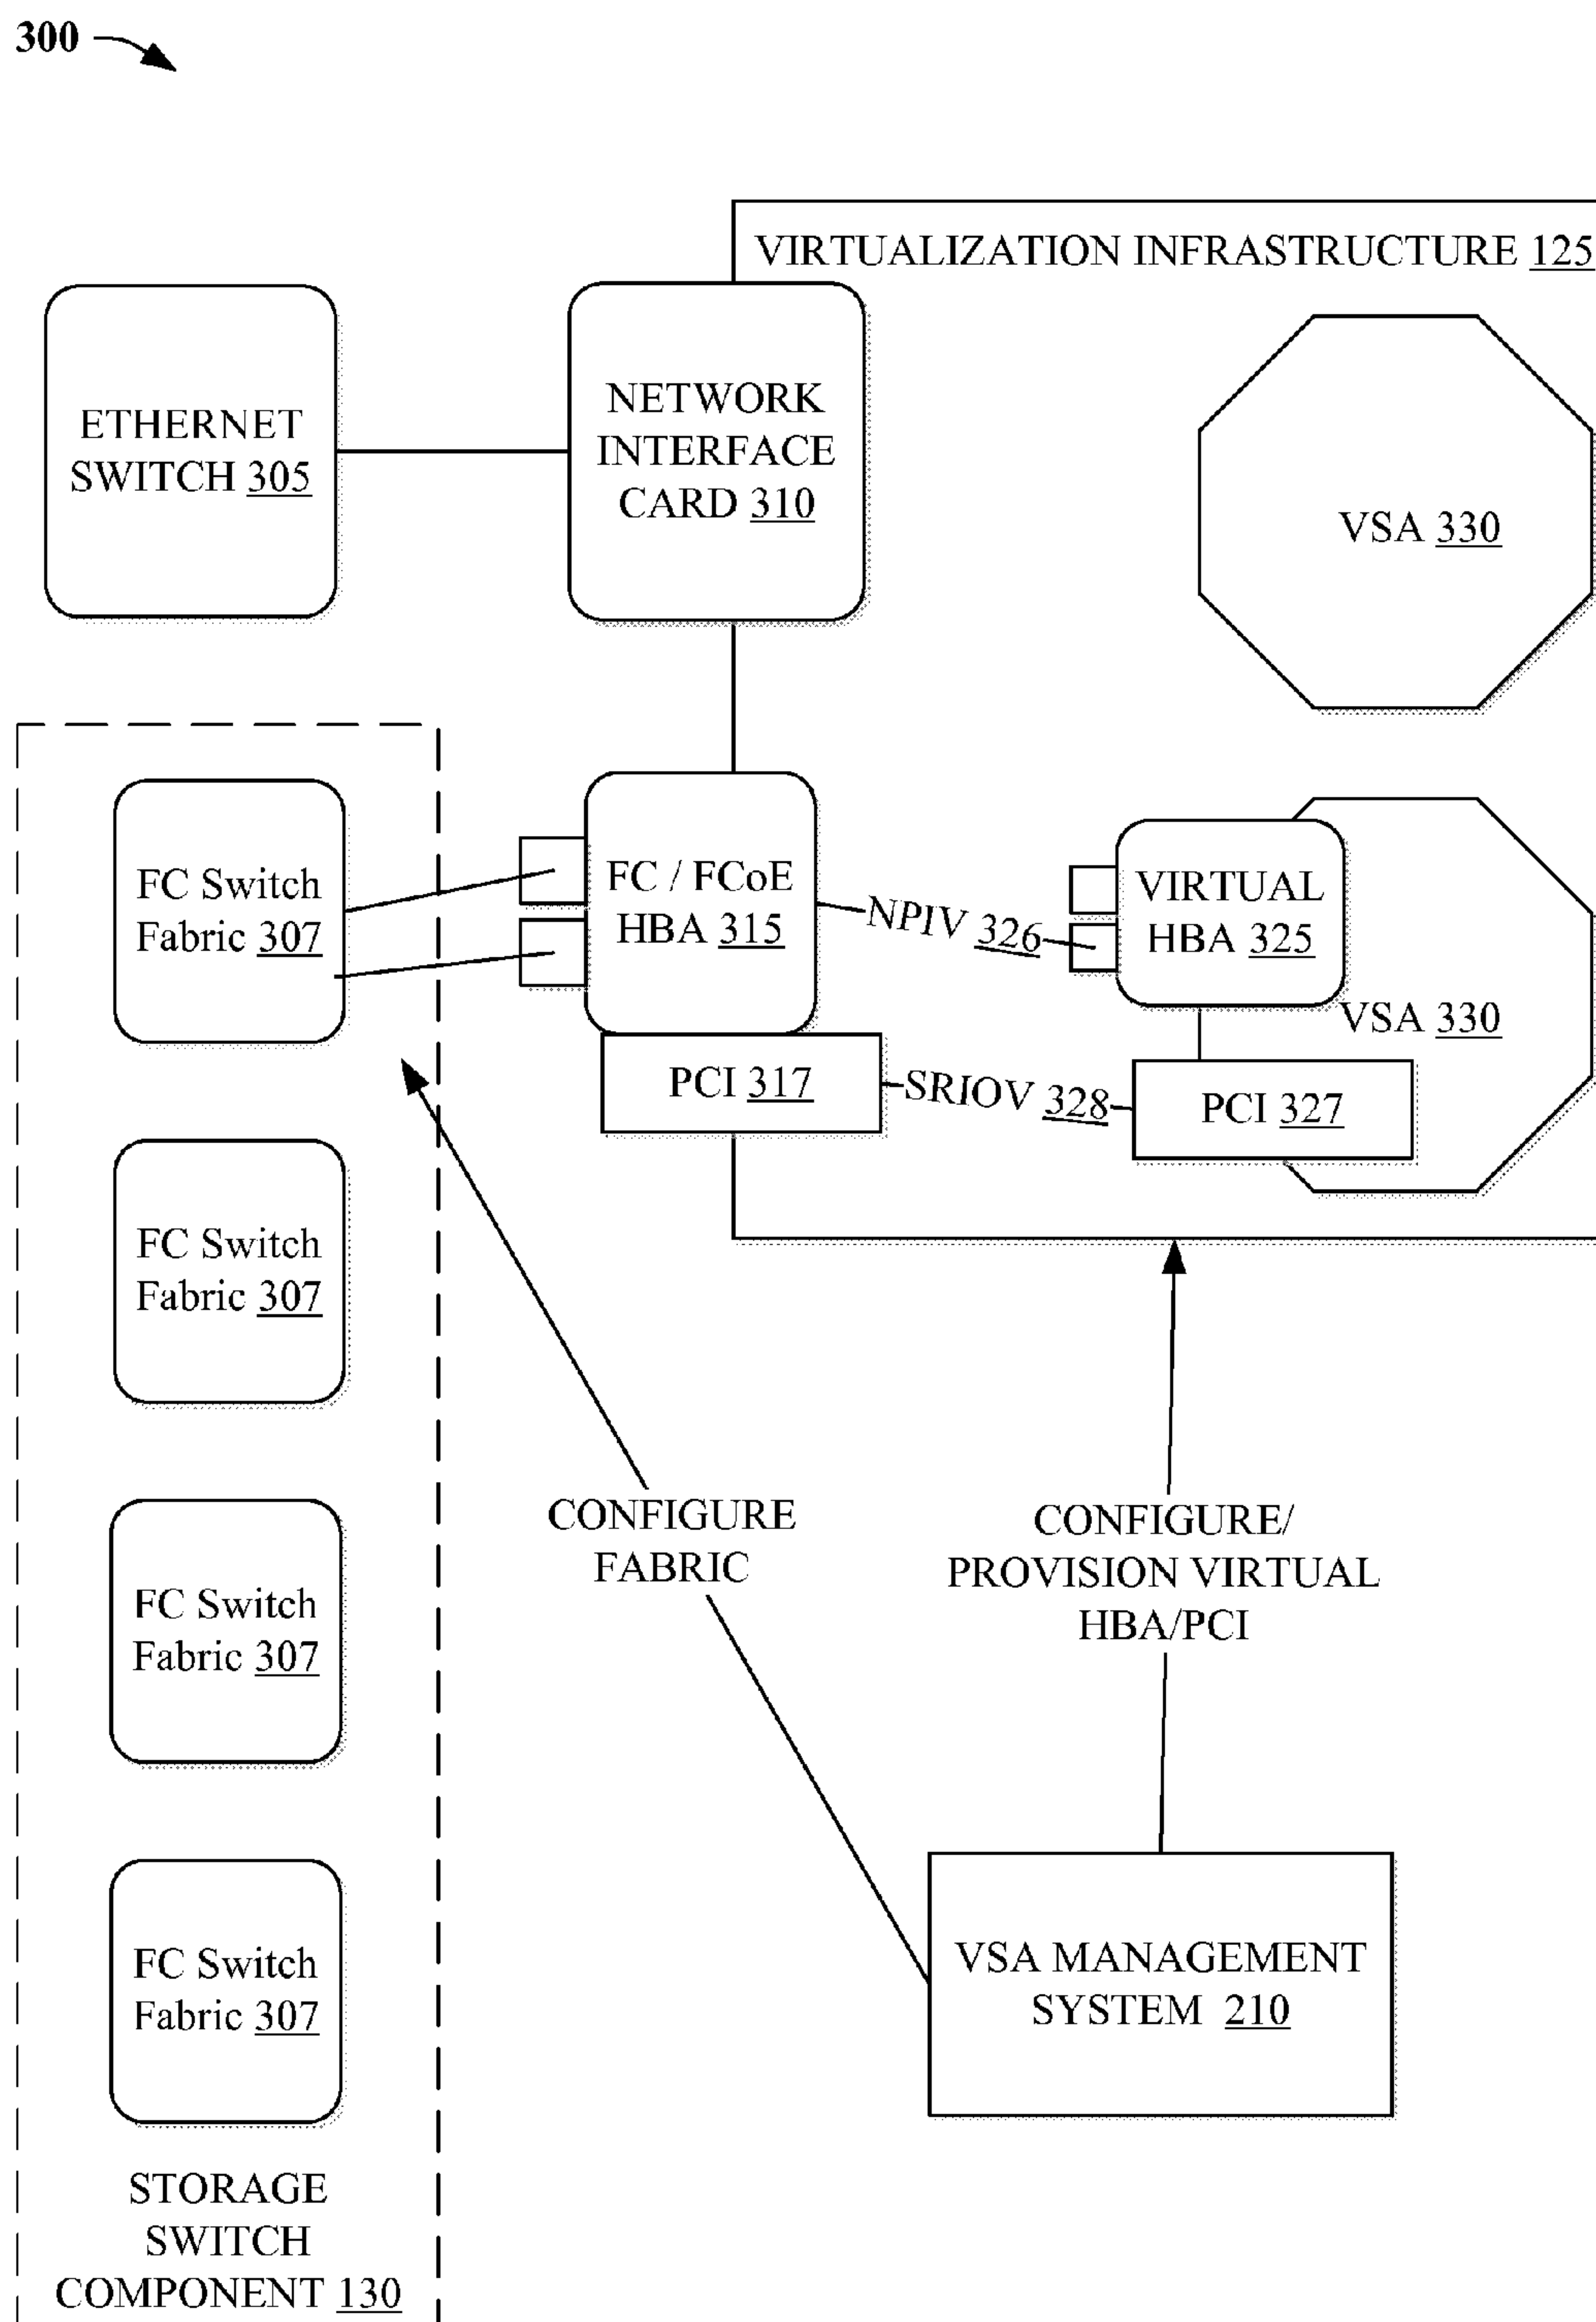 300
VIRTUALIZATION INFRASTRUCTURE 125
ETHERNET
SWITCH 305
NETWORK
INTERFACE
CARD 310
VSA 330
FC Switch
Fabric 307
FC / FCoE
HBA 315
NPIV 326
VIRTUAL
HBA 325
VSA 330
PCI 317
SRIOV 328
PCI 327
FC Switch
Fabric 307
CONFIGURE
FABRIC
CONFIGURE/
PROVISION VIRTUAL
HBA/PCI
FC Switch
Fabric 307
FC Switch
Fabric 307
VSA MANAGEMENT
SYSTEM 210
STORAGE
SWITCH
COMPONENT 130